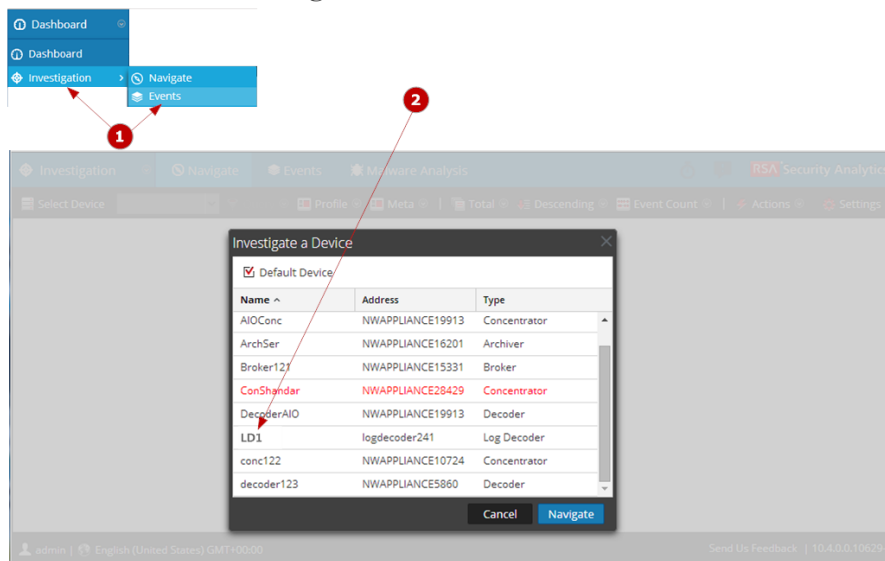 Dashboard
Dashboard
Investigation > Navigate
Events
1
2
Investigation Navigate Events Malware Analysis RSA Security Analytics
Select Device Profile Meta Total Descending Event Count Actions Settings
Investigate a Device
Default Device
Name Address Type
AIOConc NWAPPLIANCE19913 Concentrator
ArchSer NWAPPLIANCE16201 Archiver
Broker121 NWAPPLIANCE15331 Broker
ConShandar NWAPPLIANCE28429 Concentrator
DecoderAIO NWAPPLIANCE19913 Decoder
LD1 logdecoder241 Log Decoder
conc122 NWAPPLIANCE10724 Concentrator
decoder123 NWAPPLIANCE5860 Decoder
Cancel Navigate
admin | English (United States) GMT+00:00 Send Us Feedback | 10.4.0.0.10629